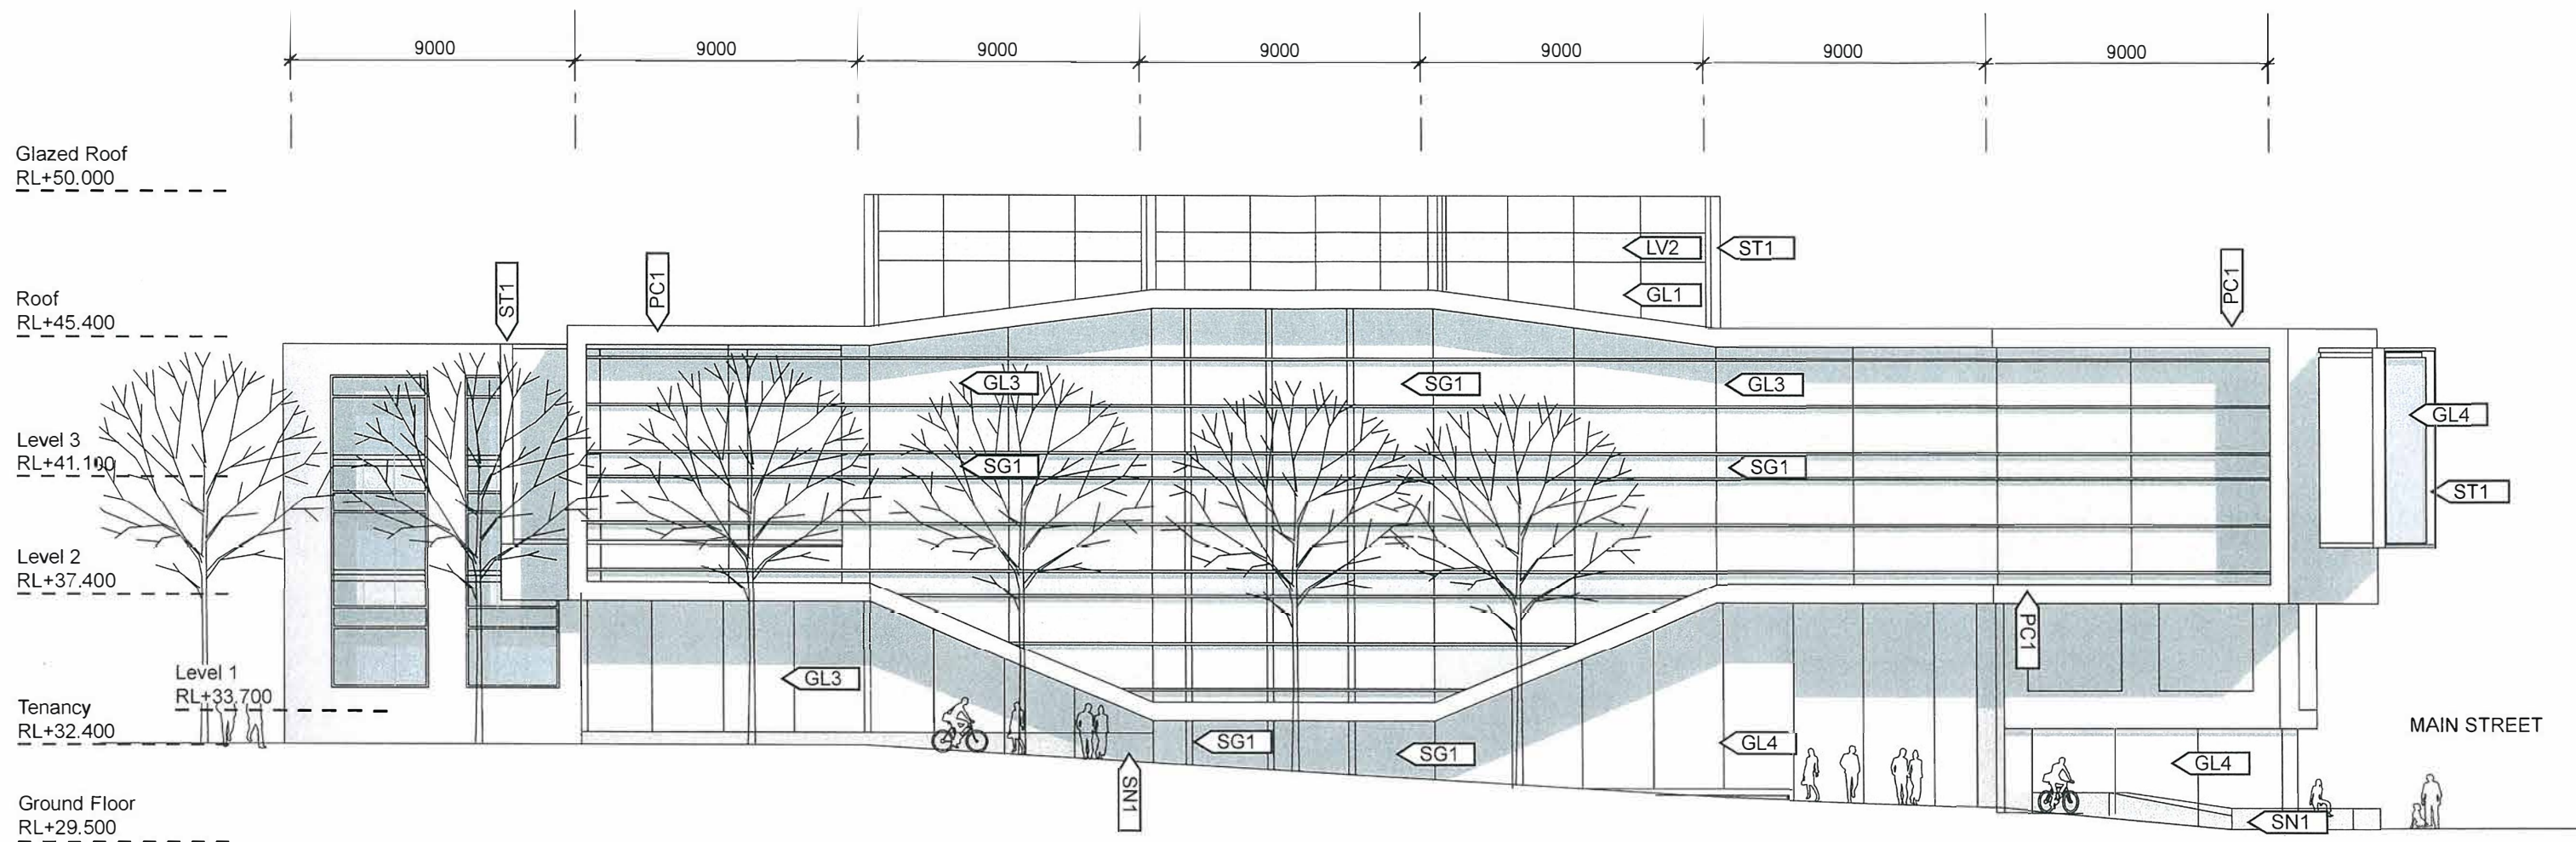 9000 9000 9000 9000 9000 9000 9000
Glazed Roof
RL+50.000
LV2 ST1
ST1 PC1 PC1
GL1
Roof
RL+45.400
GL3 SG1 GL3
GL4
Level 3
RL+41.100
SG1 SG1
ST1
Level 2
RL+37.400
PC1
Level 1
RL+33.700
GL3
Tenancy
RL+32.400
MAIN STREET
SG1 SG1 GL4
GL4
SN1
Ground Floor
RL+29.500
SN1